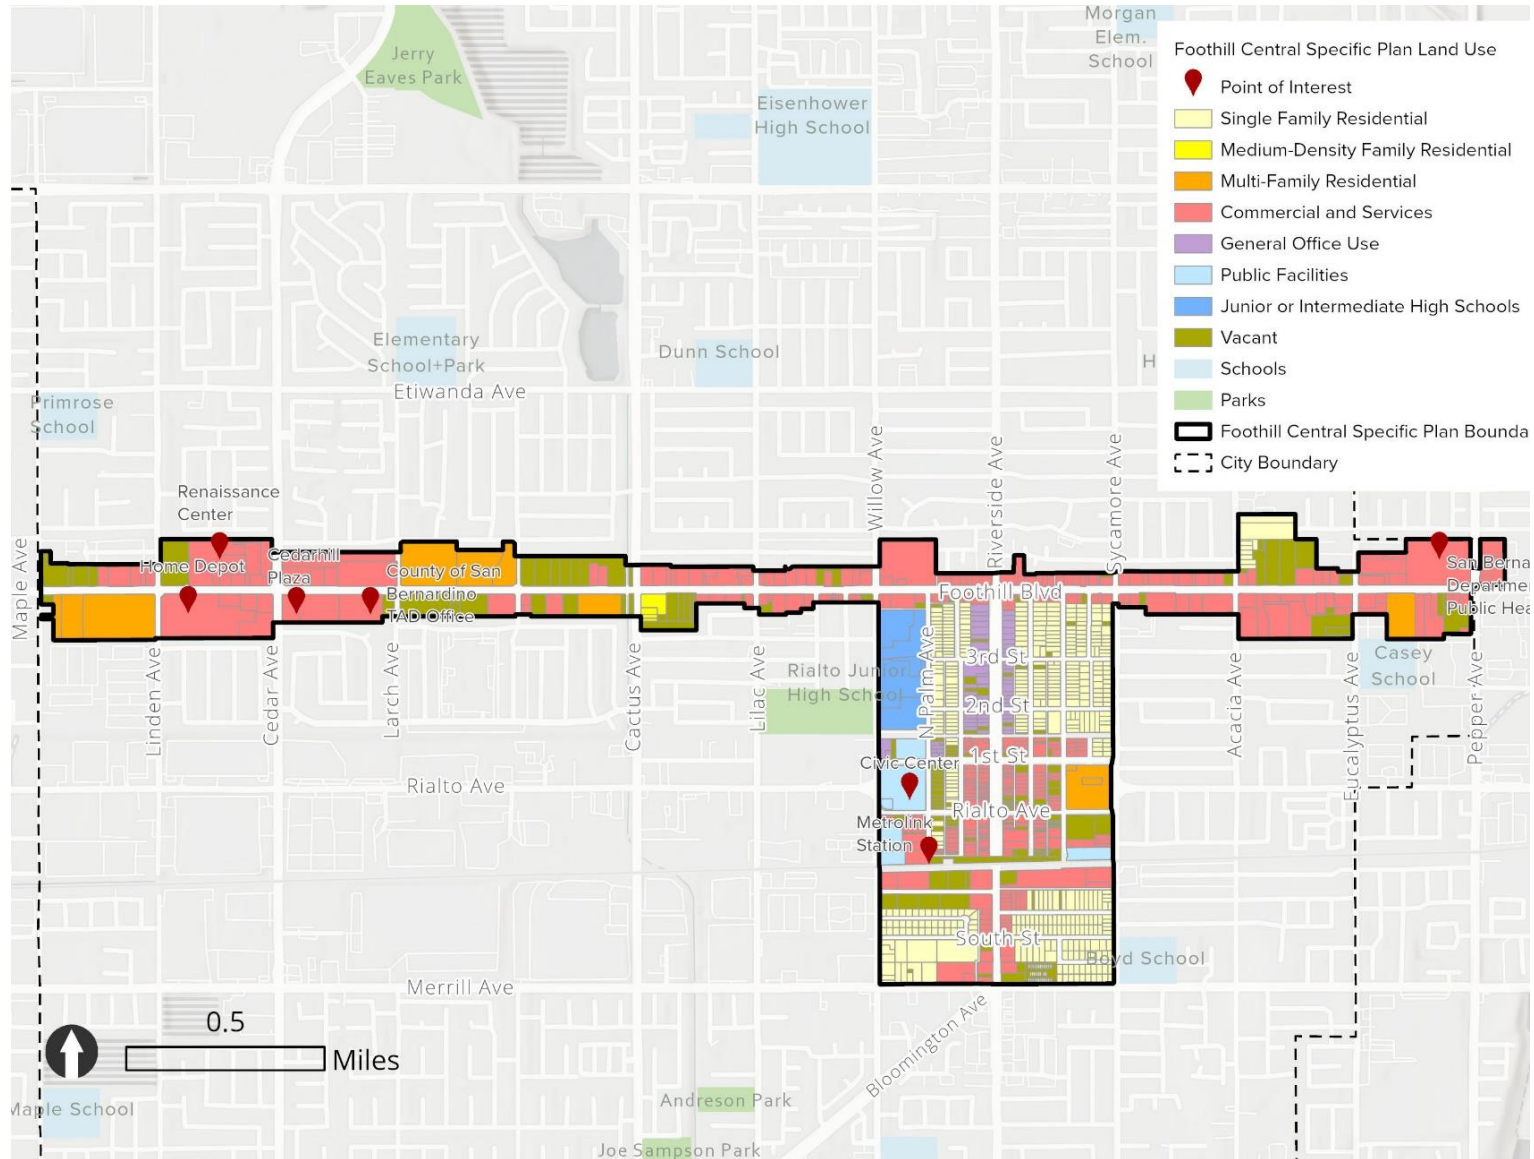 Jerry
Eaves Park
Morgan
Elem.
School
Eisenhower
High School
Foothill Central Specific Plan Land Use
Point of Interest
Single Family Residential
Medium-Density Family Residential
Multi-Family Residential
Commercial and Services
General Office Use
Public Facilities
Junior or Intermediate High Schools
Vacant
Schools
Parks
Foothill Central Specific Plan Bounda
City Boundary
Elementary
School+Park
Dunn School
H
Etiwanda Ave
Primrose
School
Willow Ave
Riverside Ave
Sycamore Ave
Renaissance
Center
Maple Ave
Home Depot
Cedarhill
Plaza
County of San
Bernardino
TAD Office
Foothill Blvd
San Berna
Departme
Public Hea
Linden Ave
Cedar Ave
Larch Ave
Cactus Ave
Lilac Ave
Rialto Junior
High School
N Palm Ave
3rd St
2nd St
1st St
Acacia Ave
Eucalyptus Ave
Pepper Ave
Casey
School
Civic Center
Rialto Ave
Rialto Ave
Metrolink
Station
South St
Boyd School
Merrill Ave
Bloomington Ave
0.5
Miles
Maple School
Andreson Park
Joe Sampson Park